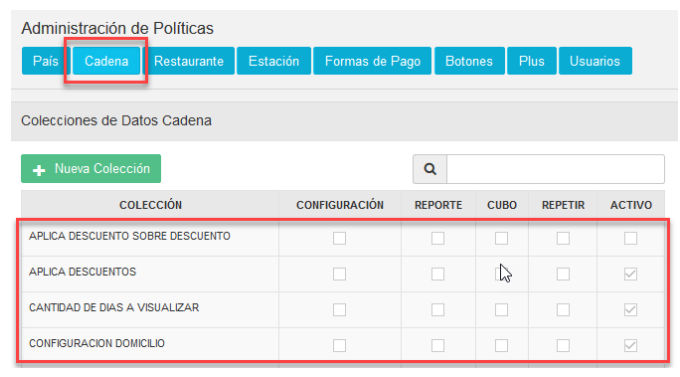 Administración de Políticas
País Cadena Restaurante Estación Formas de Pago Botones Plus Usuarios
Colecciones de Datos Cadena
Nueva Colección
COLECCIÓN CONFIGURACIÓN REPORTE CUBO REPETIR ACTIVO
APLICA DESCUENTO SOBRE DESCUENTO
APLICA DESCUENTOS
CANTIDAD DE DIAS A VISUALIZAR
CONFIGURACION DOMICILIO